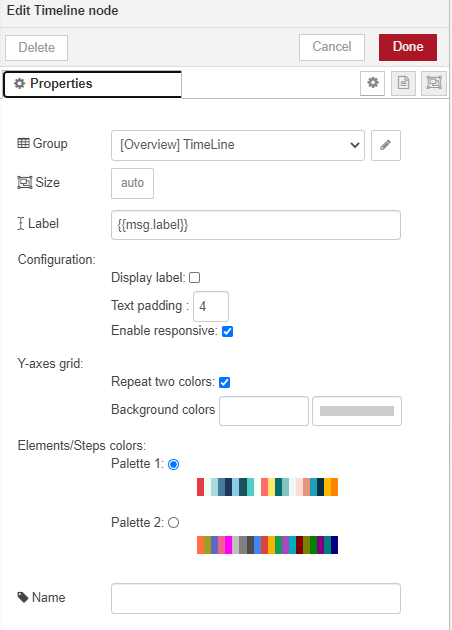 Edit Timeline node
Delete
Cancel
Done
Properties
Group
[Overview] TimeLine
Size
auto
Label
{{msg.label}}
Configuration:
Display label:
Text padding :
4
Enable responsive:
Y-axes grid:
Repeat two colors:
Background colors
Elements/Steps colors:
Palette 1:
Palette 2:
Name